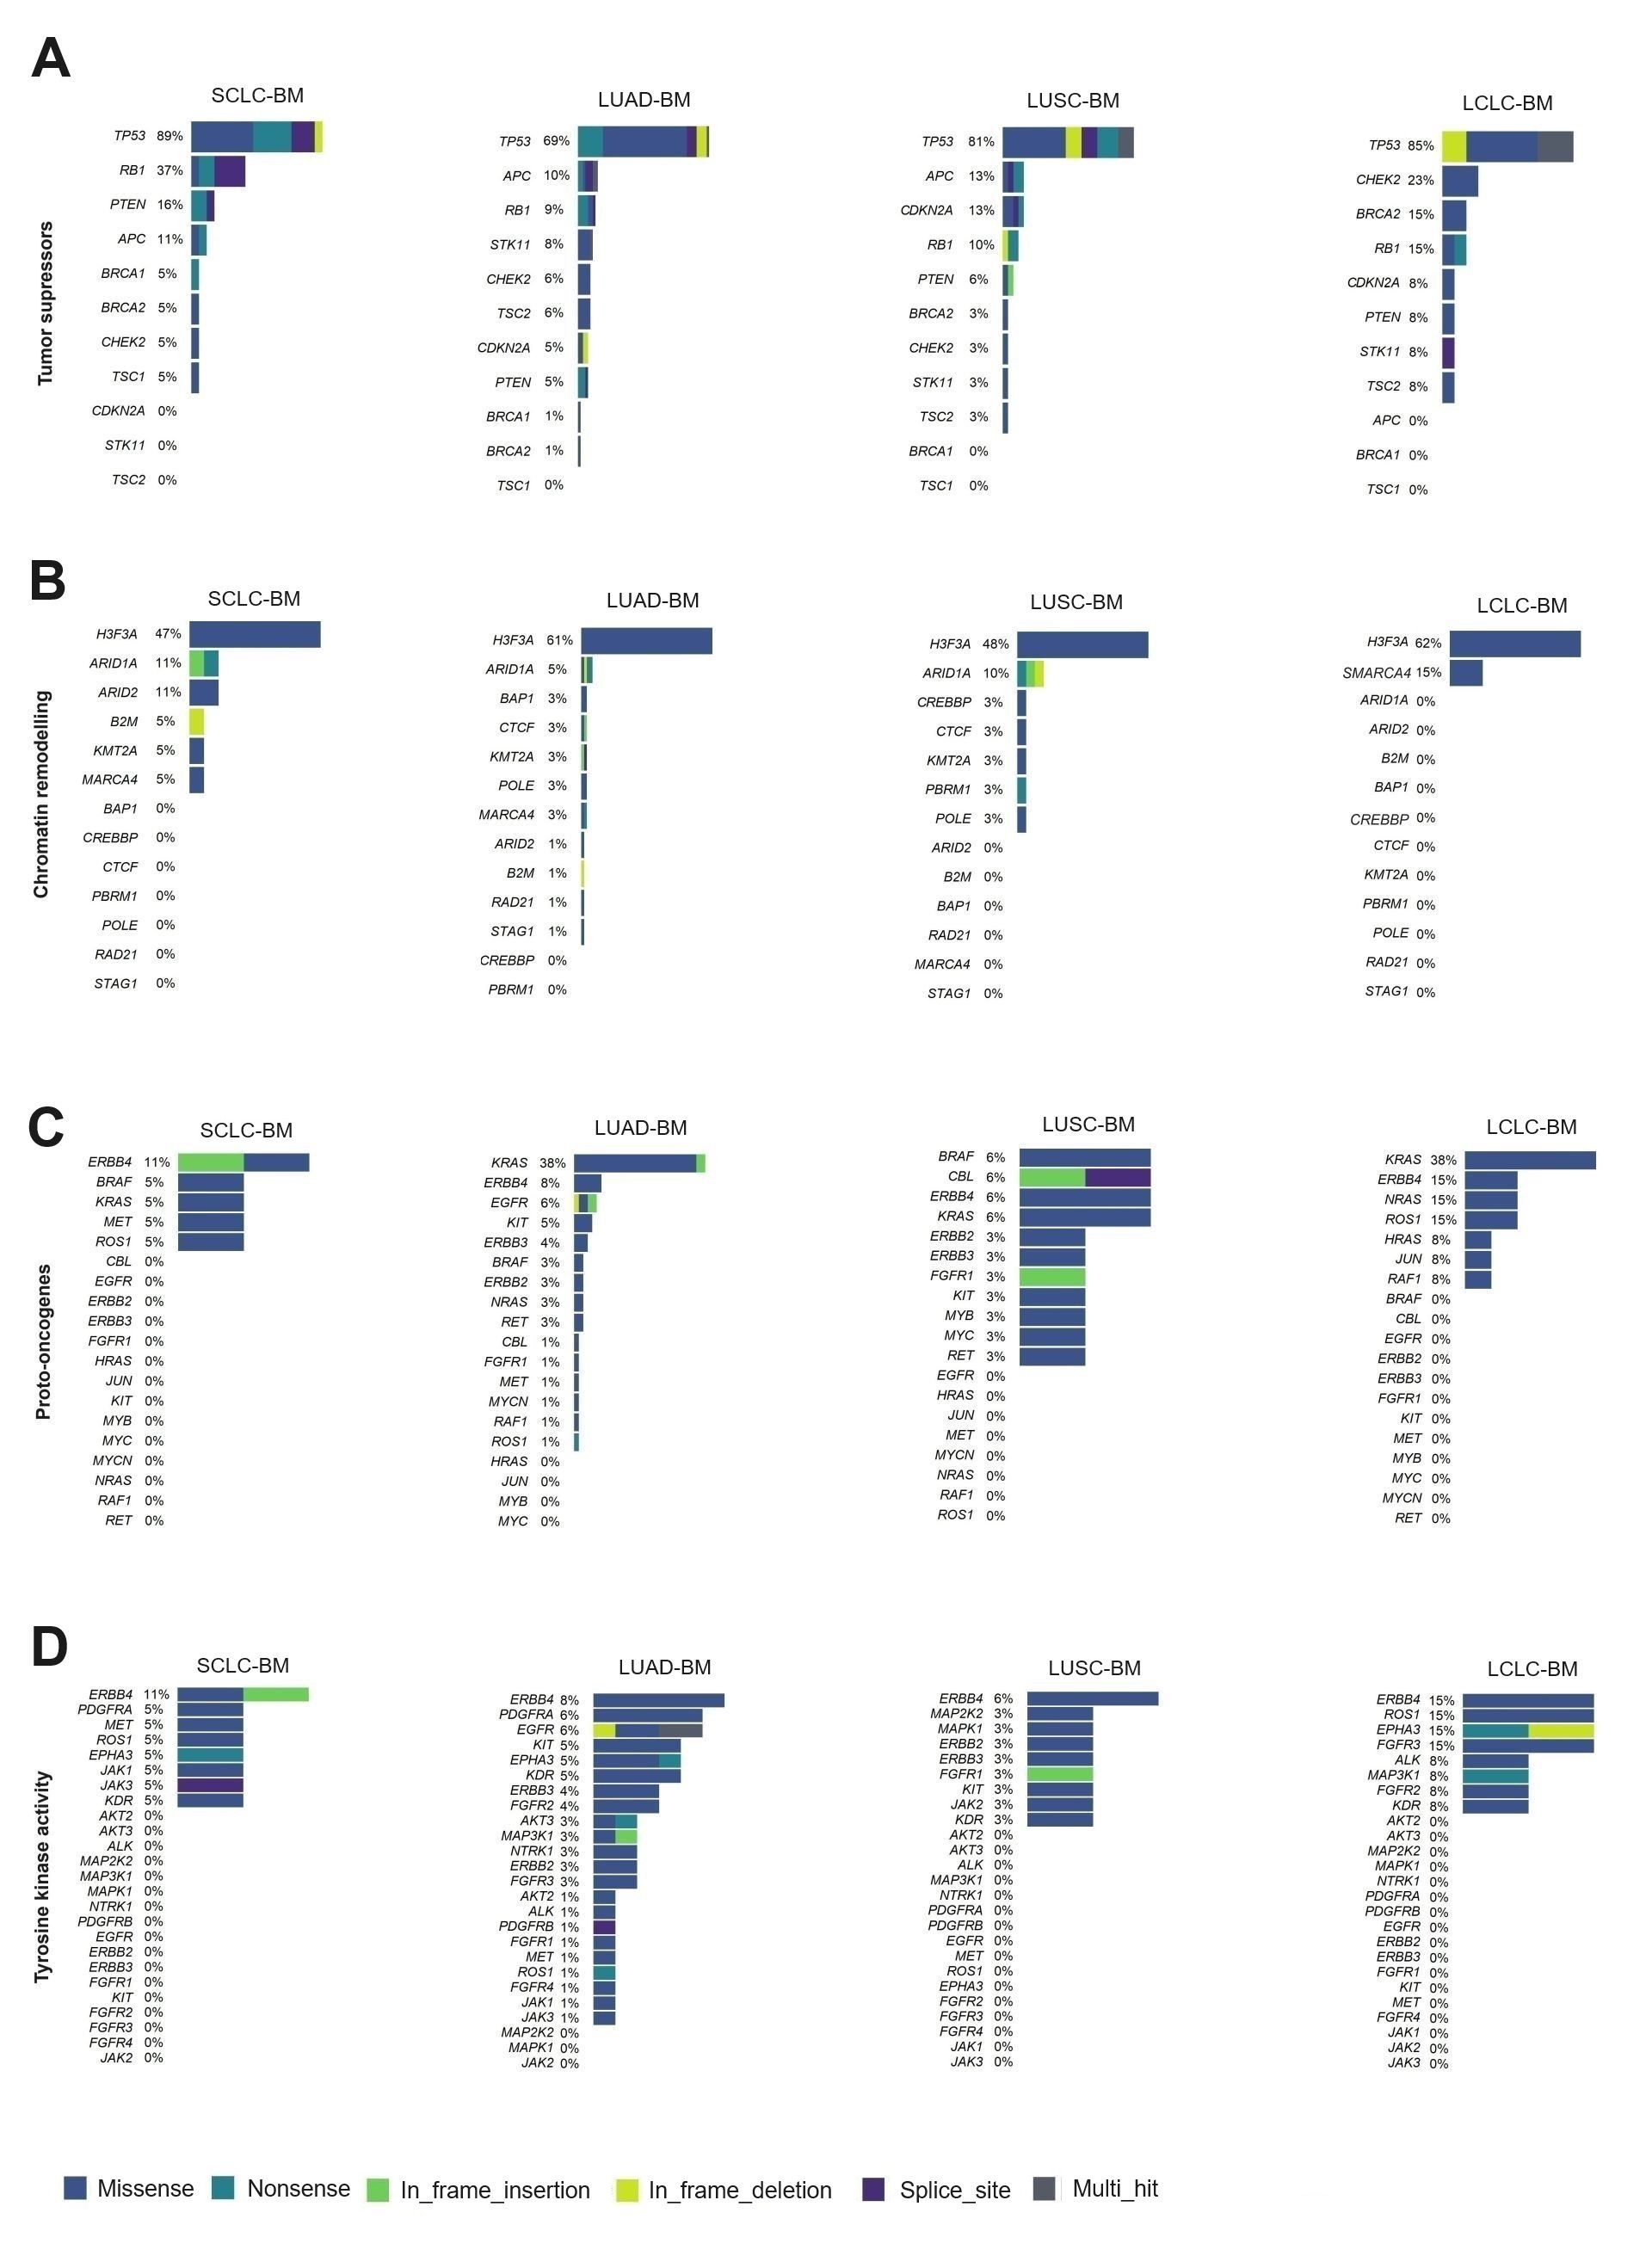 A
Tumor supressors
SCLC-BM
TP53 89%
RB1 37%
PTEN 16%
APC 11%
BRCA1 5%
BRCA2 5%
CHEK2 5%
TSC1 5%
CDKN2A 0%
STK11 0%
TSC2 0%
LUAD-BM
TP53 69%
APC 10%
RB1 9%
STK11 8%
CHEK2 6%
TSC2 6%
CDKN2A 5%
PTEN 5%
BRCA1 1%
BRCA2 1%
TSC1 0%
LUSC-BM
TP53 81%
APC 13%
CDKN2A 13%
RB1 10%
PTEN 6%
BRCA2 3%
CHEK2 3%
STK11 3%
TSC2 3%
BRCA1 0%
TSC1 0%
LCLC-BM
TP53 85%
CHEK2 23%
BRCA2 15%
RB1 15%
CDKN2A 8%
PTEN 8%
STK11 8%
TSC2 8%
APC 0%
BRCA1 0%
TSC1 0%
B
Chromatin remodelling
SCLC-BM
H3F3A 47%
ARID1A 11%
ARID2 11%
B2M 5%
KMT2A 5%
MARCA4 5%
BAP1 0%
CREBBP 0%
CTCF 0%
PBRM1 0%
POLE 0%
RAD21 0%
STAG1 0%
LUAD-BM
H3F3A 61%
ARID1A 5%
BAP1 3%
CTCF 3%
KMT2A 3%
POLE 3%
MARCA4 3%
ARID2 1%
B2M 1%
RAD21 1%
STAG1 1%
CREBBP 0%
PBRM1 0%
LUSC-BM
H3F3A 48%
ARID1A 10%
CREBBP 3%
CTCF 3%
KMT2A 3%
PBRM1 3%
POLE 3%
ARID2 0%
B2M 0%
BAP1 0%
RAD21 0%
MARCA4 0%
STAG1 0%
LCLC-BM
H3F3A 62%
SMARCA4 15%
ARID1A 0%
ARID2 0%
B2M 0%
BAP1 0%
CREBBP 0%
CTCF 0%
KMT2A 0%
PBRM1 0%
POLE 0%
RAD21 0%
STAG1 0%
C
Proto-oncogenes
SCLC-BM
ERBB4 11%
BRAF 5%
KRAS 5%
MET 5%
ROS1 5%
CBL 0%
EGFR 0%
ERBB2 0%
ERBB3 0%
FGFR1 0%
HRAS 0%
JUN 0%
KIT 0%
MYB 0%
MYC 0%
MYCN 0%
NRAS 0%
RAF1 0%
RET 0%
LUAD-BM
KRAS 38%
ERBB4 8%
EGFR 6%
KIT 5%
ERBB3 4%
BRAF 3%
ERBB2 3%
NRAS 3%
RET 3%
CBL 1%
FGFR1 1%
MET 1%
MYCN 1%
RAF1 1%
ROS1 1%
HRAS 0%
JUN 0%
MYB 0%
MYC 0%
LUSC-BM
BRAF 6%
CBL 6%
ERBB4 6%
KRAS 6%
ERBB2 3%
ERBB3 3%
FGFR1 3%
KIT 3%
MYB 3%
MYC 3%
RET 3%
EGFR 0%
HRAS 0%
JUN 0%
MET 0%
MYCN 0%
NRAS 0%
RAF1 0%
ROS1 0%
LCLC-BM
KRAS 38%
ERBB4 15%
NRAS 15%
ROS1 15%
HRAS 8%
JUN 8%
RAF1 8%
BRAF 0%
CBL 0%
EGFR 0%
ERBB2 0%
ERBB3 0%
FGFR1 0%
KIT 0%
MET 0%
MYB 0%
MYC 0%
MYCN 0%
RET 0%
D
Tyrosine kinase activity
SCLC-BM
ERBB4 11%
PDGFRA 5%
MET 5%
ROS1 5%
EPHA3 5%
JAK1 5%
JAK3 5%
KDR 5%
AKT2 0%
AKT3 0%
ALK 0%
MAP2K2 0%
MAP3K1 0%
MAPK1 0%
NTRK1 0%
PDGFRB 0%
EGFR 0%
ERBB2 0%
ERBB3 0%
FGFR1 0%
KIT 0%
FGFR2 0%
FGFR3 0%
FGFR4 0%
JAK2 0%
LUAD-BM
ERBB4 8%
PDGFRA 6%
EGFR 6%
KIT 5%
EPHA3 5%
KDR 5%
ERBB3 4%
FGFR2 4%
AKT3 3%
MAP3K1 3%
NTRK1 3%
ERBB2 3%
FGFR3 3%
AKT2 1%
ALK 1%
PDGFRB 1%
FGFR1 1%
MET 1%
ROS1 1%
FGFR4 1%
JAK1 1%
JAK3 1%
MAP2K2 0%
MAPK1 0%
JAK2 0%
LUSC-BM
ERBB4 6%
MAP2K2 3%
MAPK1 3%
ERBB2 3%
ERBB3 3%
FGFR1 3%
KIT 3%
JAK2 3%
KDR 3%
AKT2 0%
AKT3 0%
ALK 0%
MAP3K1 0%
NTRK1 0%
PDGFRA 0%
PDGFRB 0%
EGFR 0%
MET 0%
ROS1 0%
EPHA3 0%
FGFR2 0%
FGFR3 0%
FGFR4 0%
JAK1 0%
JAK3 0%
LCLC-BM
ERBB4 15%
ROS1 15%
EPHA3 15%
FGFR3 15%
ALK 8%
MAP3K1 8%
FGFR2 8%
KDR 8%
AKT2 0%
AKT3 0%
MAP2K2 0%
MAPK1 0%
NTRK1 0%
PDGFRA 0%
PDGFRB 0%
EGFR 0%
ERBB2 0%
ERBB3 0%
FGFR1 0%
KIT 0%
MET 0%
FGFR4 0%
JAK1 0%
JAK2 0%
JAK3 0%
Missense Nonsense In_frame_insertion In_frame_deletion Splice_site Multi_hit